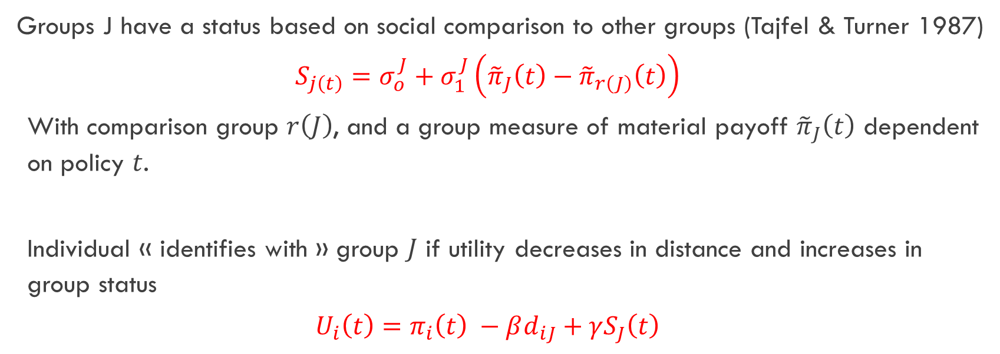 Groups J have a status based on social comparison to other groups (Tajfel & Turner 1987)
$S_{j(t)} = \sigma_o^J + \sigma_1^J \left( \tilde{\pi}_J(t) - \tilde{\pi}_{r(J)}(t) \right)$
With comparison group $r(J)$, and a group measure of material payoff $\tilde{\pi}_J(t)$ dependent
on policy $t$.
Individual « identifies with » group $J$ if utility decreases in distance and increases in
group status
$U_i(t) = \pi_i(t) - \beta d_{iJ} + \gamma S_J(t)$